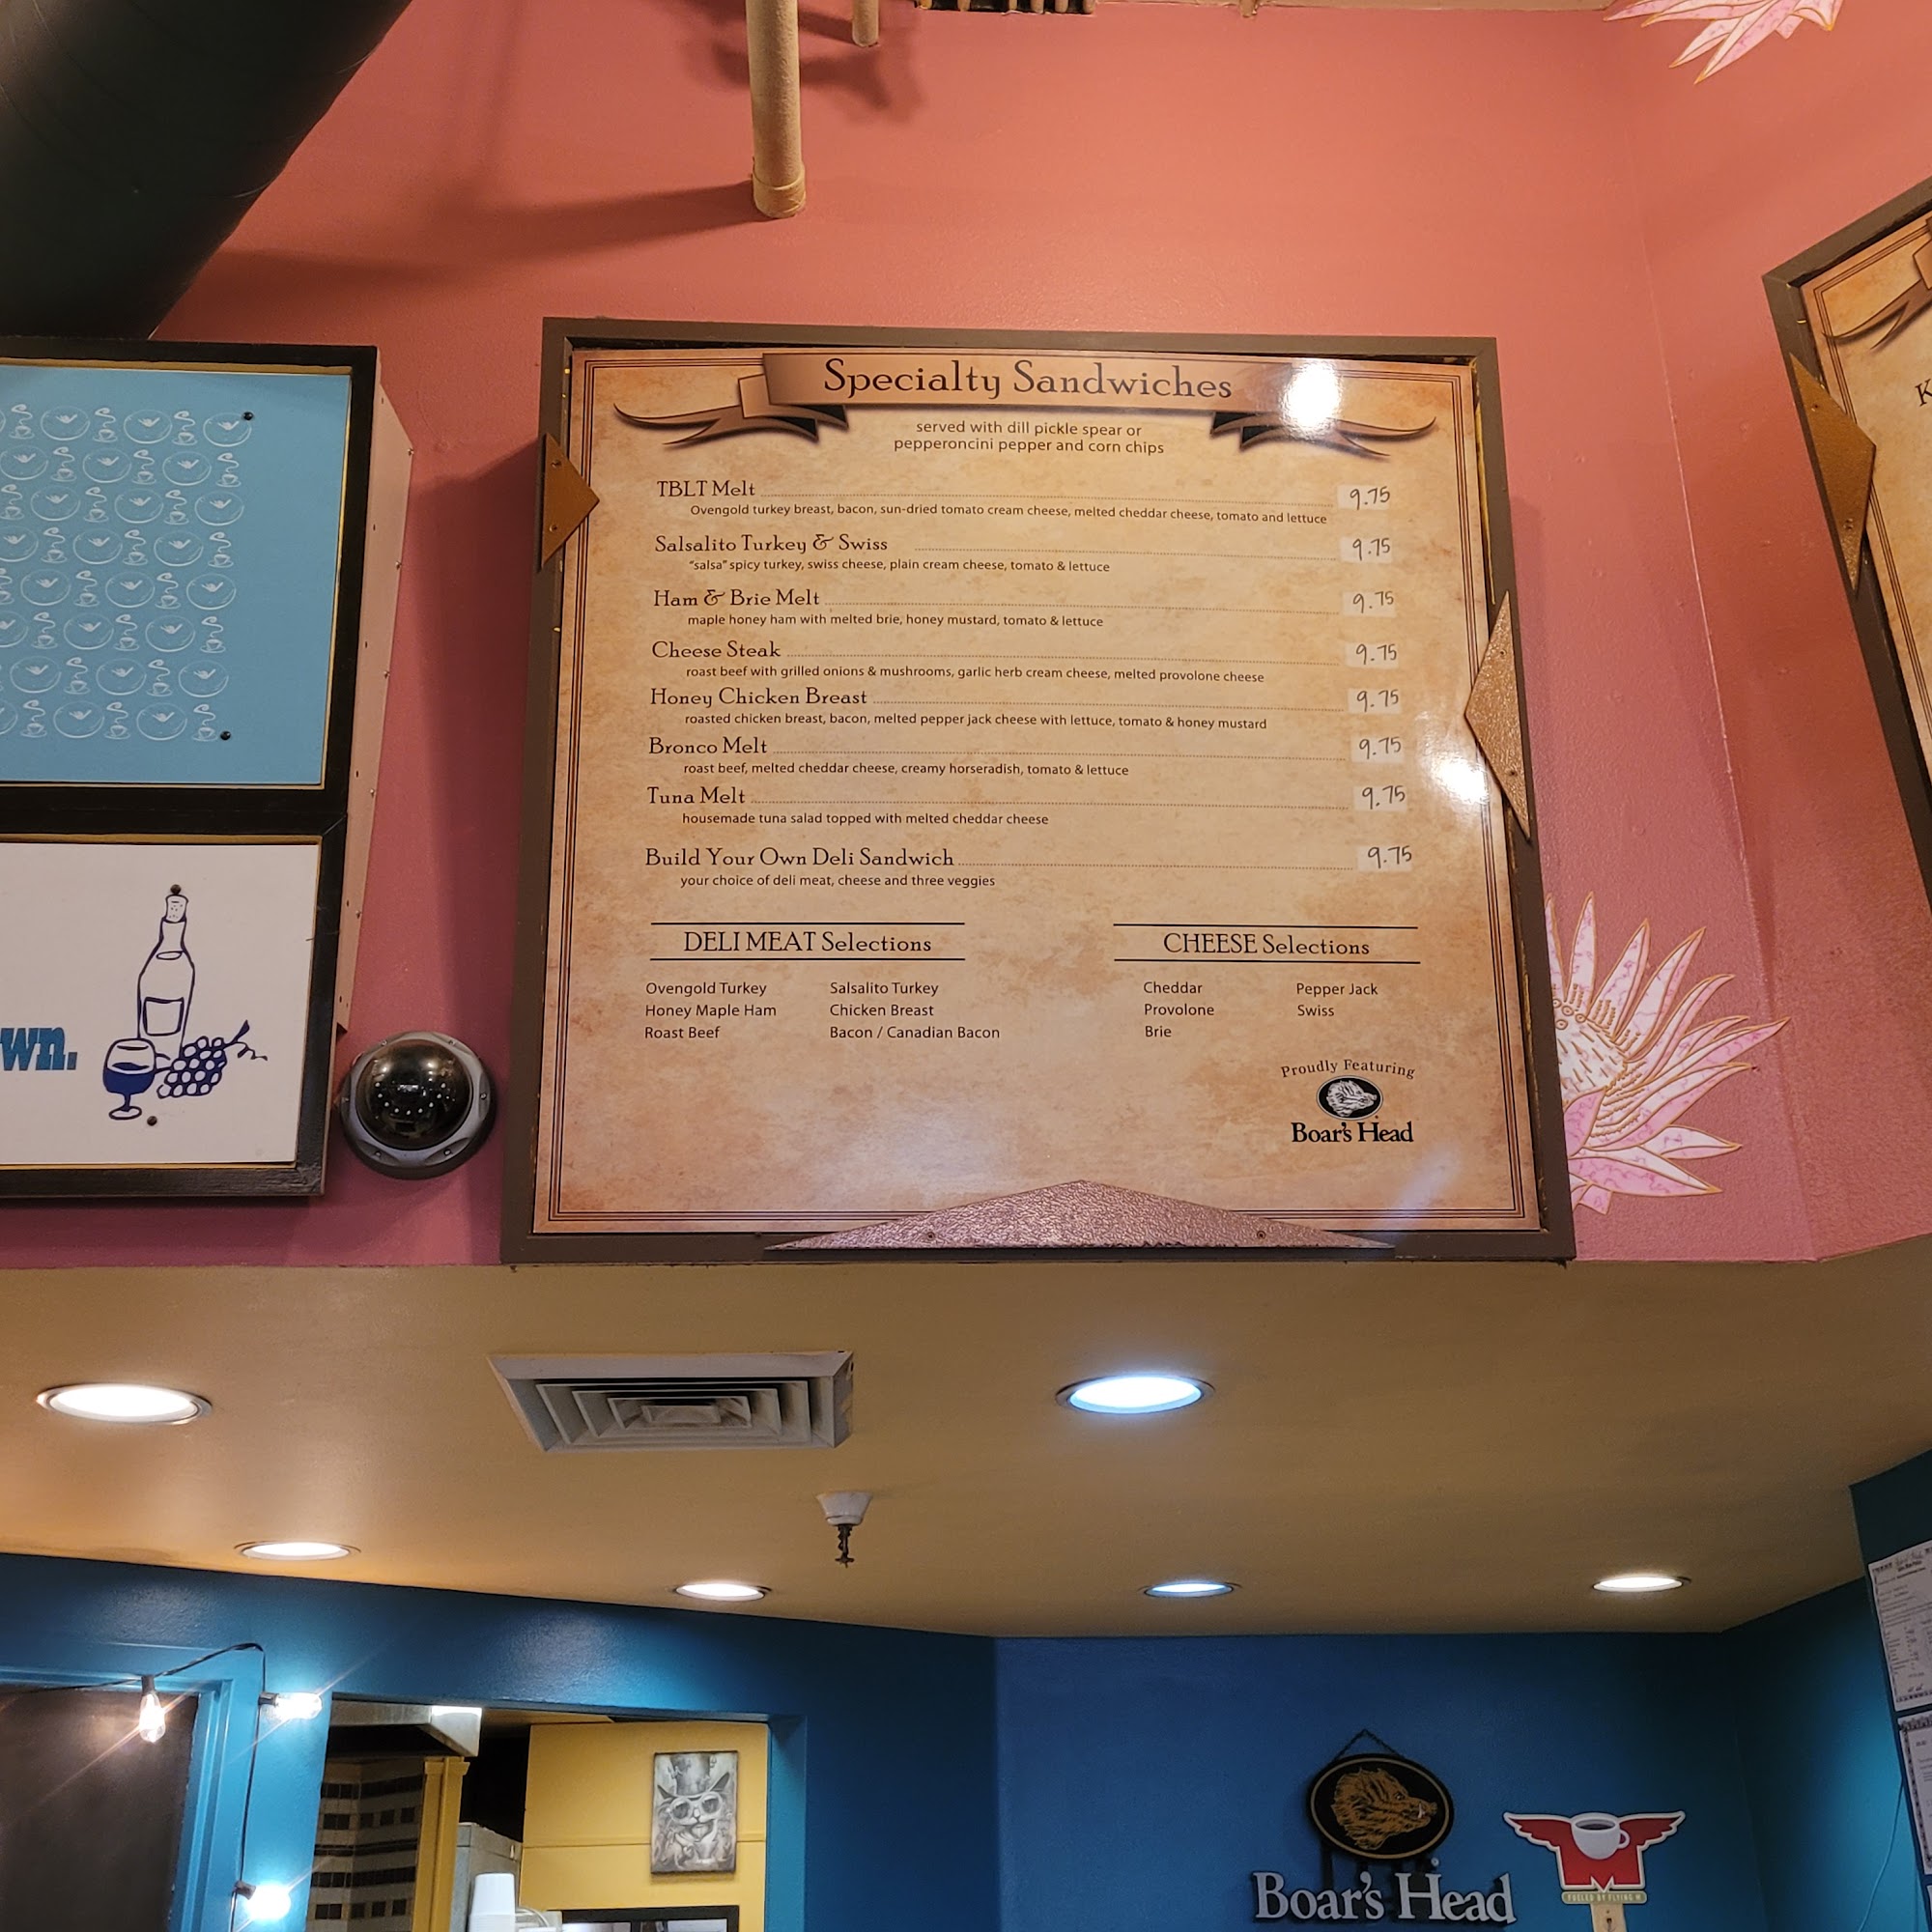 Specialty Sandwiches
served with dill pickle spear or
pepperoncini pepper and corn chips
TBLT Melt 9.75
Ovengold turkey breast, bacon, sun-dried tomato cream cheese, melted cheddar cheese, tomato and lettuce
Salsalito Turkey & Swiss 9.75
"salsa" spicy turkey, swiss cheese, plain cream cheese, tomato & lettuce
Ham & Brie Melt 9.75
maple honey ham with melted brie, honey mustard, tomato & lettuce
Cheese Steak 9.75
roast beef with grilled onions & mushrooms, garlic herb cream cheese, melted provolone cheese
Honey Chicken Breast 9.75
roasted chicken breast, bacon, melted pepper jack cheese with lettuce, tomato & honey mustard
Bronco Melt 9.75
roast beef, melted cheddar cheese, creamy horseradish, tomato & lettuce
Tuna Melt 9.75
housemade tuna salad topped with melted cheddar cheese
Build Your Own Deli Sandwich 9.75
your choice of deli meat, cheese and three veggies
DELI MEAT Selections
Ovengold Turkey Salsalito Turkey
Honey Maple Ham Chicken Breast
Roast Beef Bacon / Canadian Bacon
CHEESE Selections
Cheddar Pepper Jack
Provolone Swiss
Brie
Proudly Featuring
Boar's Head
wn.
K
Boar's Head
M
FUELED BY FLYING M